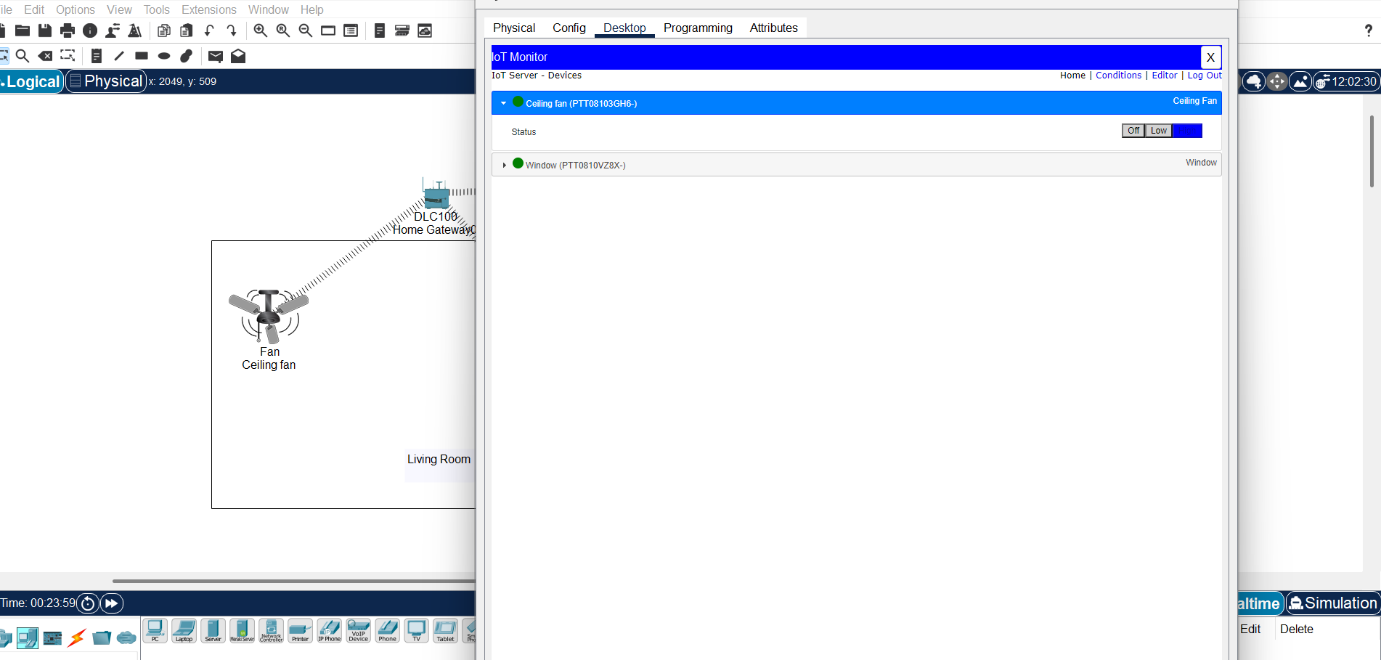 ile Edit Options View Tools Extensions Window Help
?
Logical Physical x: 2049, y: 509
12:02:30
Physical Config Desktop Programming Attributes
IoT Monitor X
IoT Server - Devices Home | Conditions | Editor | Log Out
Ceiling fan (PTT08103GH6-) Ceiling Fan
Status Off Low
Window (PTT0810VZ8X-) Window
DLC100
Home Gateway0
Fan
Ceiling fan
Living Room
Time: 00:23:59
altime Simulation
PC Laptop Server Printer IP Phone VoIP Device Phone TV Tablet
Edit Delete